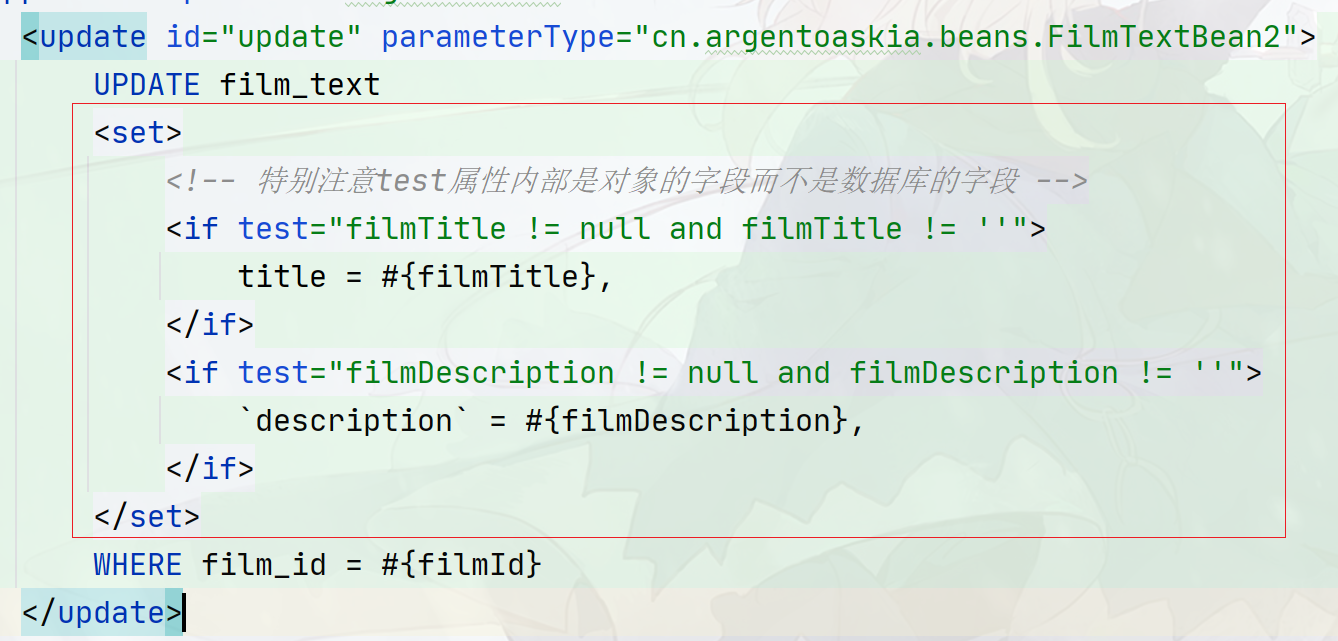 <update id="update" parameterType="cn.argentoaskia.beans.FilmTextBean2">
UPDATE film_text
<set>
<!-- 特别注意test属性内部是对象的字段而不是数据库的字段 -->
<if test="filmTitle != null and filmTitle != ''">
title = #{filmTitle},
</if>
<if test="filmDescription != null and filmDescription != ''">
`description` = #{filmDescription},
</if>
</set>
WHERE film_id = #{filmId}
</update>